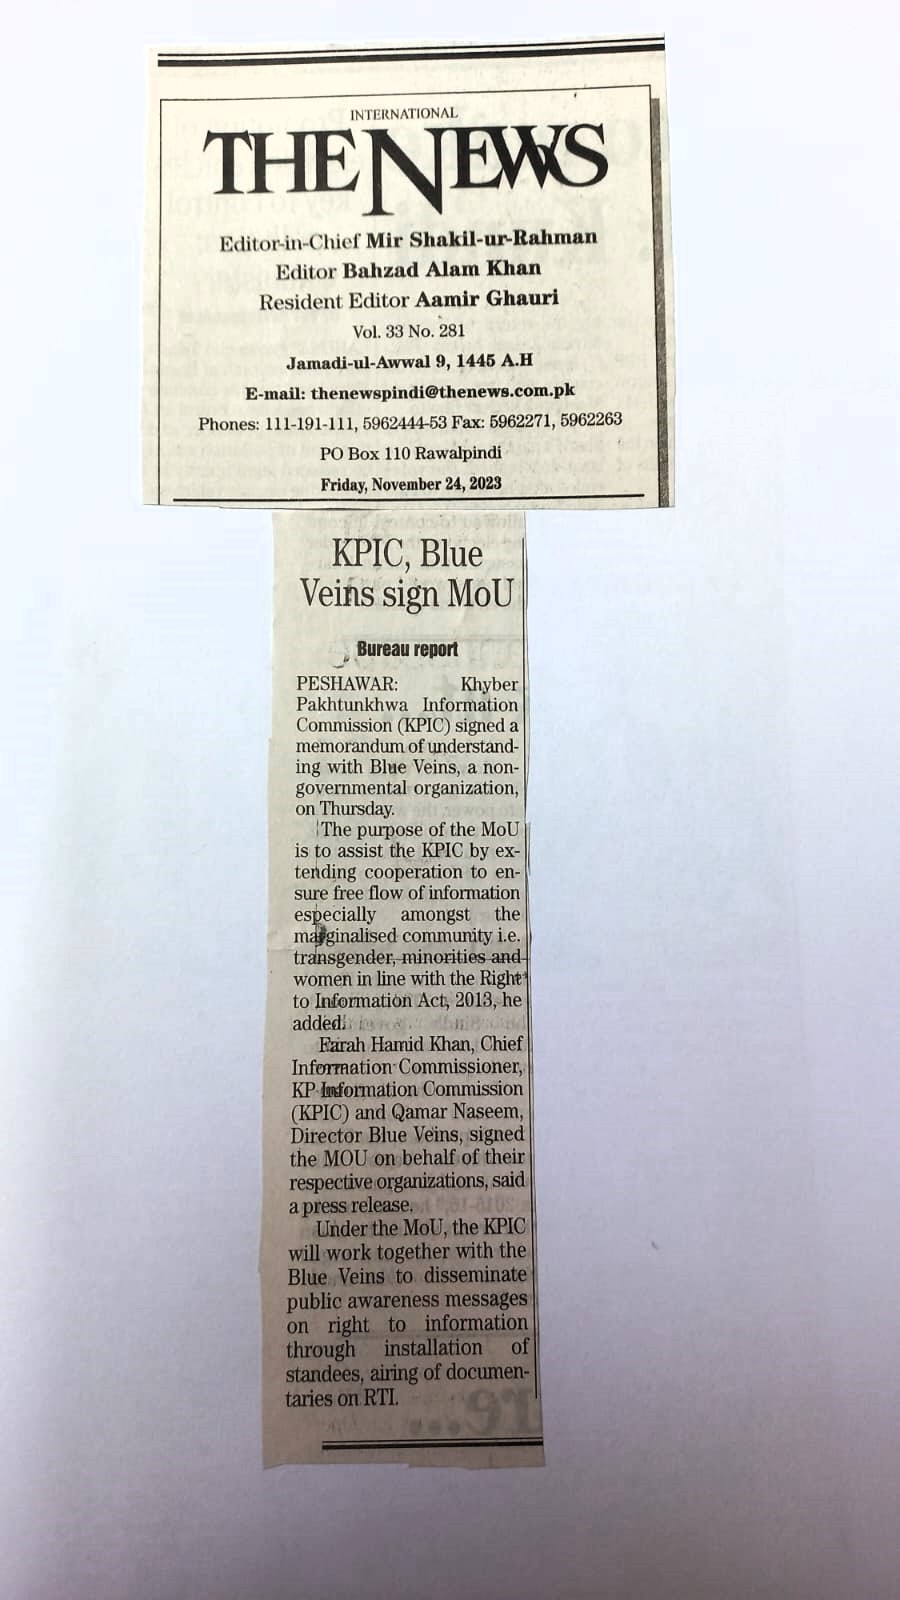 INTERNATIONAL
THE NEWS
Editor-in-Chief Mir Shakil-ur-Rahman
Editor Bahzad Alam Khan
Resident Editor Aamir Ghauri
Vol. 33 No. 281
Jamadi-ul-Awwal 9, 1445 A.H
E-mail: thenewspindi@thenews.com.pk
Phones: 111-191-111, 5962444-53 Fax: 5962271, 5962263
PO Box 110 Rawalpindi
Friday, November 24, 2023
KPIC, Blue
Veins sign MoU
Bureau report
PESHAWAR: Khyber
Pakhtunkhwa Information
Commission (KPIC) signed a
memorandum of understand-
ing with Blue Veins, a non-
governmental organization,
on Thursday.
The purpose of the MoU
is to assist the KPIC by ex-
tending cooperation to en-
sure free flow of information
especially amongst the
marginalised community i.e.
transgender, minorities and
women in line with the Right
to Information Act, 2013, he
added.
Farah Hamid Khan, Chief
Information Commissioner,
KP Information Commission
(KPIC) and Qamar Naseem,
Director Blue Veins, signed
the MOU on behalf of their
respective organizations, said
a press release.
Under the MoU, the KPIC
will work together with the
Blue Veins to disseminate
public awareness messages
on right to information
through installation of
standees, airing of documen-
taries on RTI.